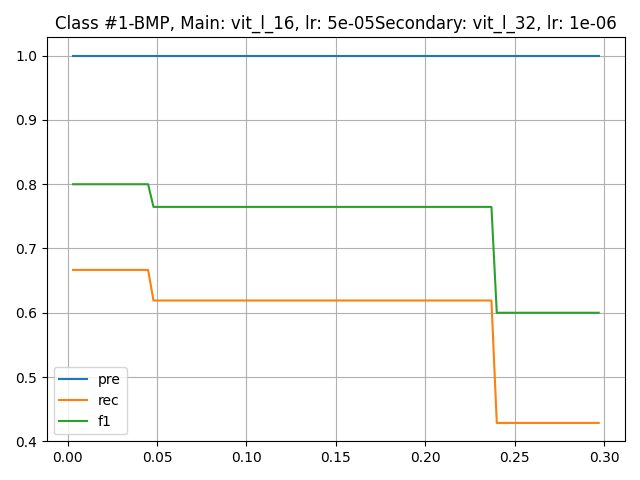 Class #1-BMP, Main: vit_l_16, lr: 5e-05Secondary: vit_l_32, lr: 1e-06
1.0
0.9
0.8
0.7
0.6
0.5
0.4
pre
rec
f1
0.00 0.05 0.10 0.15 0.20 0.25 0.30